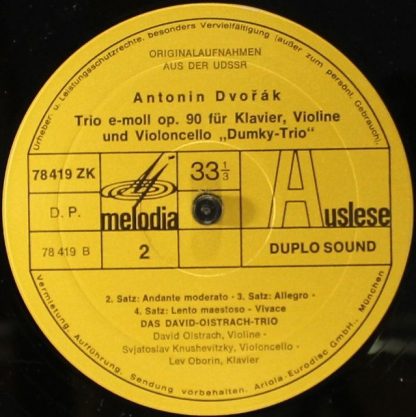 Urheber- u. Leistungsschutzrechte, besonders Vervielfältigung (außer zum persönl. Gebrauch),
ORIGINALAUFNAHMEN
AUS DER UDSSR
Antonin Dvořák
Trio e-moll op. 90 für Klavier, Violine
und Violoncello „Dumky-Trio“
78 419 ZK
33 1/3
Auslese
D. P.
melodia
78 419 B
2
DUPLO SOUND
2. Satz: Andante moderato · 3. Satz: Allegro ·
4. Satz: Lento maestoso - Vivace
DAS DAVID-OISTRACH-TRIO
David Oistrach, Violine ·
Svjatoslav Knushevitzky, Violoncello ·
Lev Oborin, Klavier
Vermietung, Aufführung, Sendung vorbehalten. Ariola-Eurodisc GmbH., München